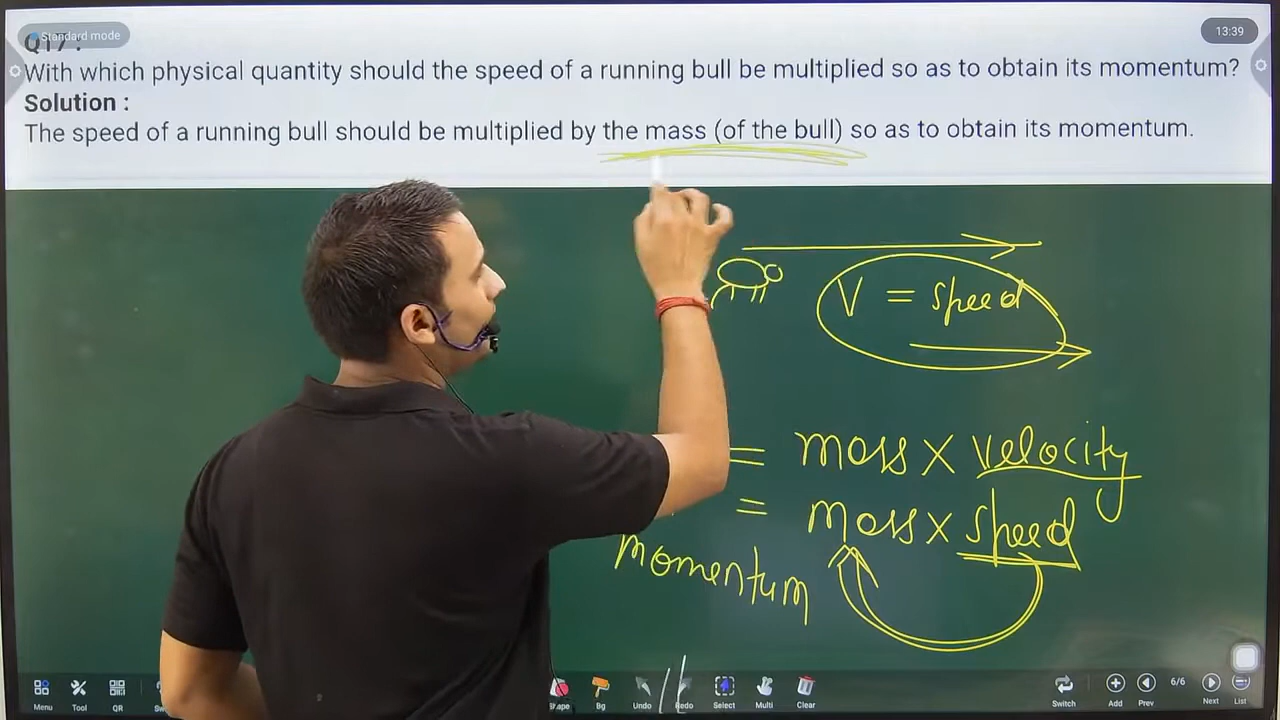 Standard mode
13:39
Q17 :
With which physical quantity should the speed of a running bull be multiplied so as to obtain its momentum?
Solution :
The speed of a running bull should be multiplied by the mass (of the bull) so as to obtain its momentum.
V = speed
= mass × velocity
= mass × speed
momentum
Menu Tool QR Bg Undo Redo Select Multi Clear Switch Add Prev 6/6 Next List